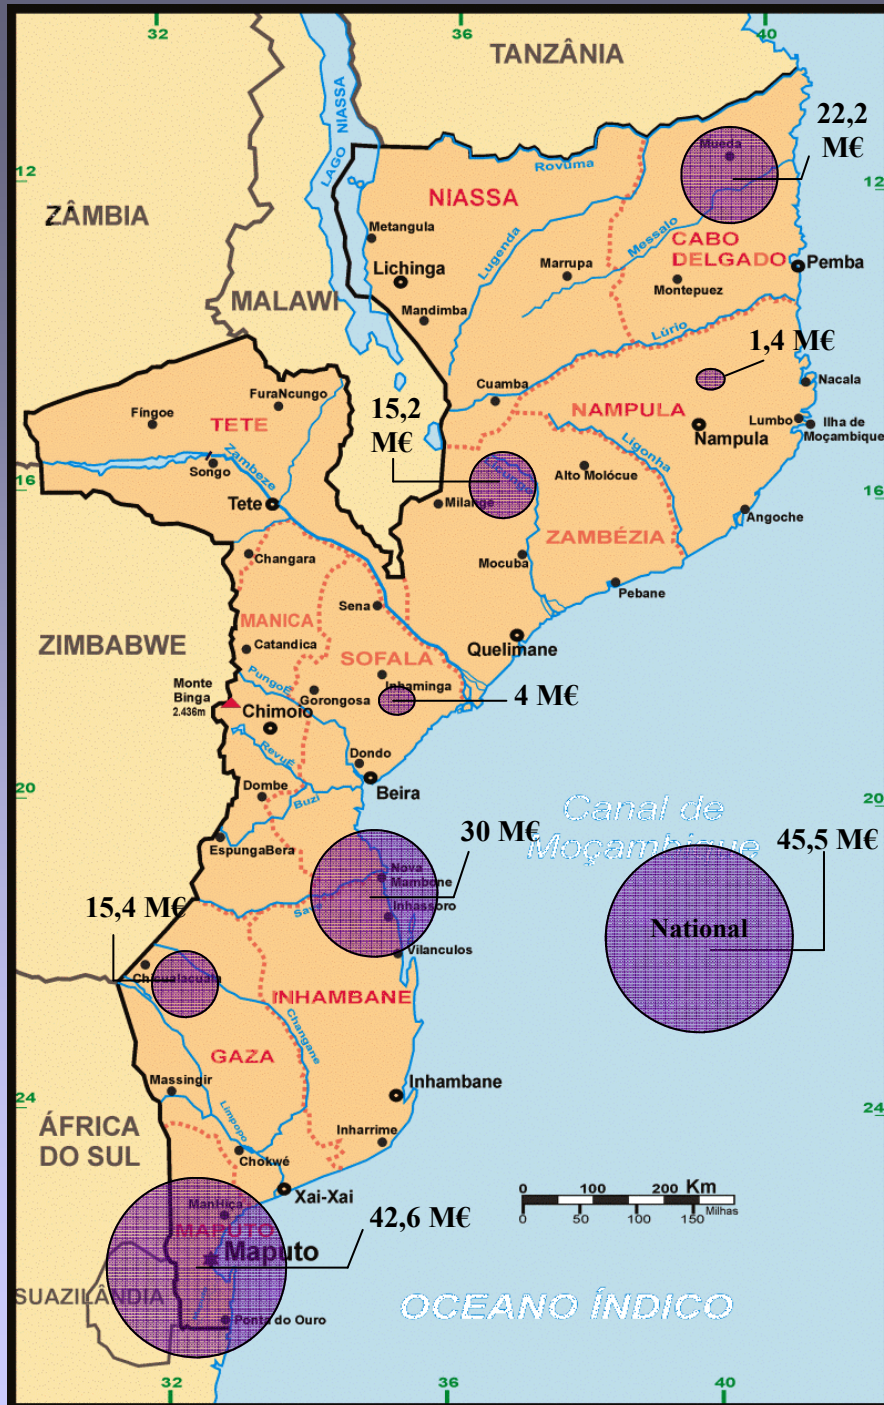 32
36
40
TANZÂNIA
22,2
M€
LAGO NIASSA
Mueda
Rovuma
12
12
NIASSA
ZÂMBIA
Metangula
Lugenda
Messalo
CABO
DELGADO
Marrupa
Pemba
Lichinga
Montepuez
MALAWI
Mandimba
Lúrio
1,4 M€
Cuamba
Nacala
FuraNcungo
Fíngoe
15,2
M€
NAMPULA
TETE
Lumbo
Ilha de
Moçambique
Nampula
Ligonha
Zambeze
Songo
Alto Molócue
16
16
Tete
Milange
Angoche
ZAMBÉZIA
Changara
Mocuba
Pebane
Sena
MANICA
ZIMBABWE
Catandica
SOFALA
Quelimane
Monte
Binga
2.436m
PungoÉ
Inhaminga
Gorongosa
4 M€
Chimoio
RevuÉ
Dondo
Dombe
20
Beira
20
Buzi
Canal de
Moçambique
30 M€
45,5 M€
EspungaBera
Nova
Mambone
15,4 M€
Save
Inhassoro
National
Vilanculos
Chicualacuala
INHAMBANE
Changane
GAZA
Massingir
Inhambane
24
24
Limpopo
ÁFRICA
DO SUL
Inharrime
Chokwé
Xai-Xai
0 100 200 Km
0 50 100 150 Milhas
ManHiça
MAPUTO
42,6 M€
Maputo
SUAZILÂNDIA
OCEANO ÍNDICO
Ponta do Ouro
32
36
40